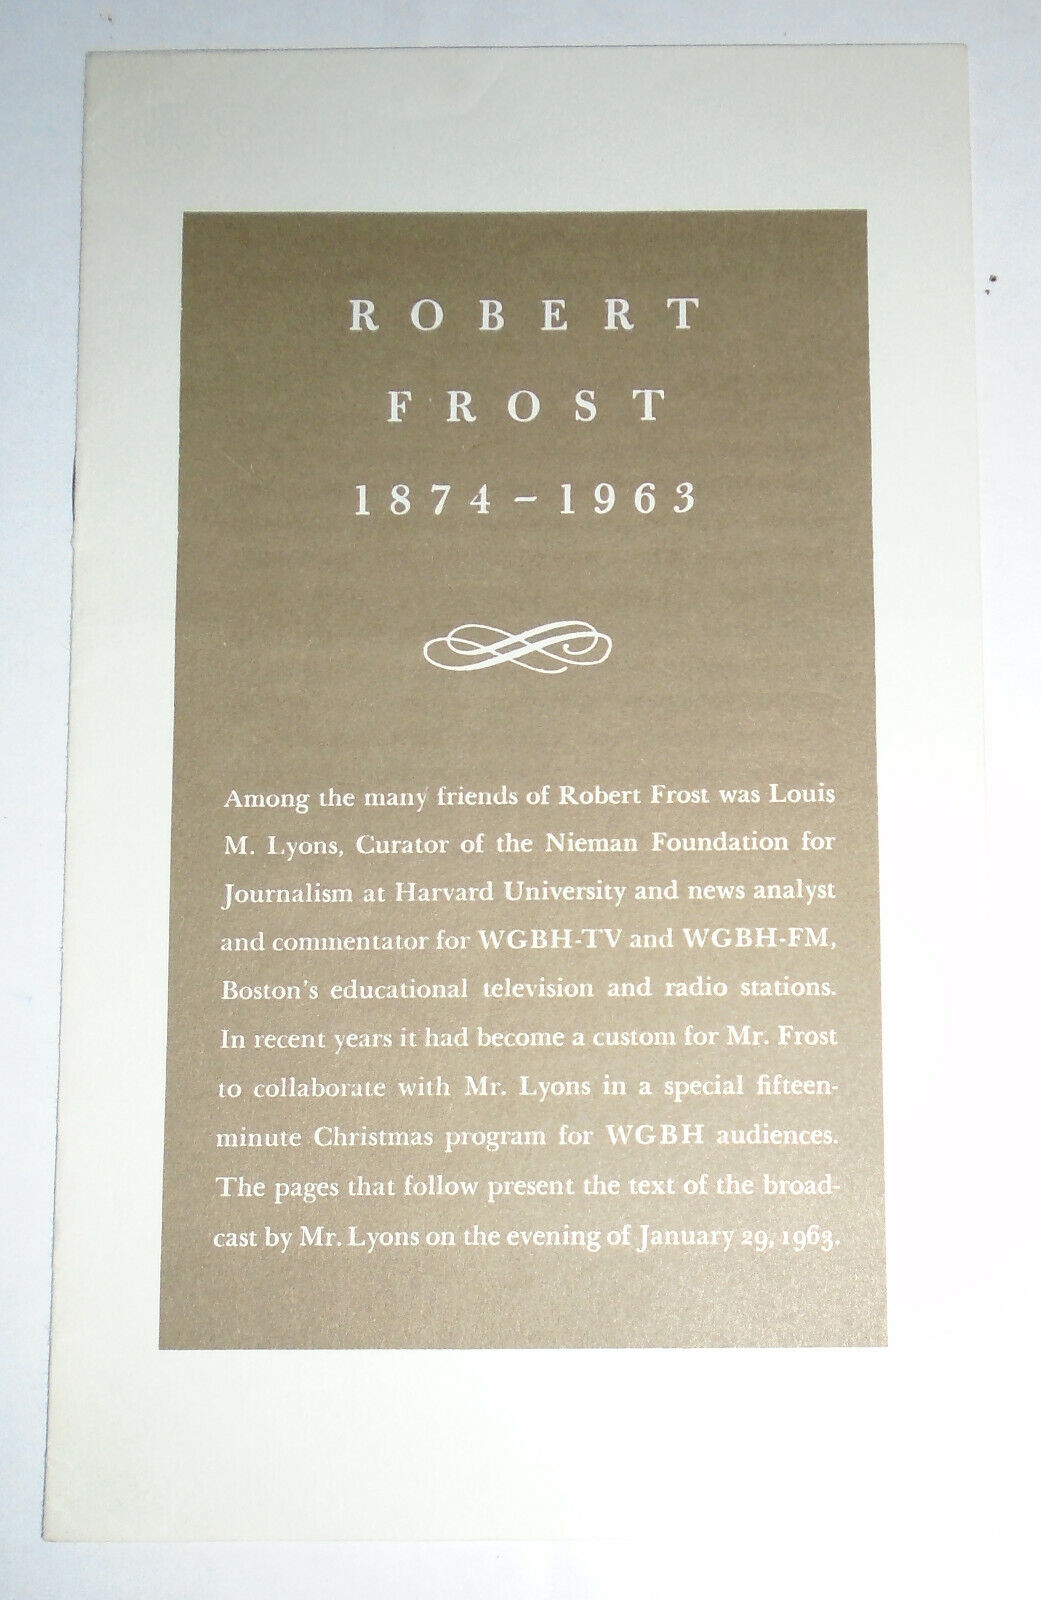 ROBERT
FROST
1874-1963
Among the many friends of Robert Frost was Louis
M. Lyons, Curator of the Nieman Foundation for
Journalism at Harvard University and news analyst
and commentator for WGBH-TV and WGBH-FM,
Boston's educational television and radio stations.
In recent years it had become a custom for Mr. Frost
to collaborate with Mr. Lyons in a special fifteen-
minute Christmas program for WGBH audiences.
The pages that follow present the text of the broad-
cast by Mr. Lyons on the evening of January 29, 1963.